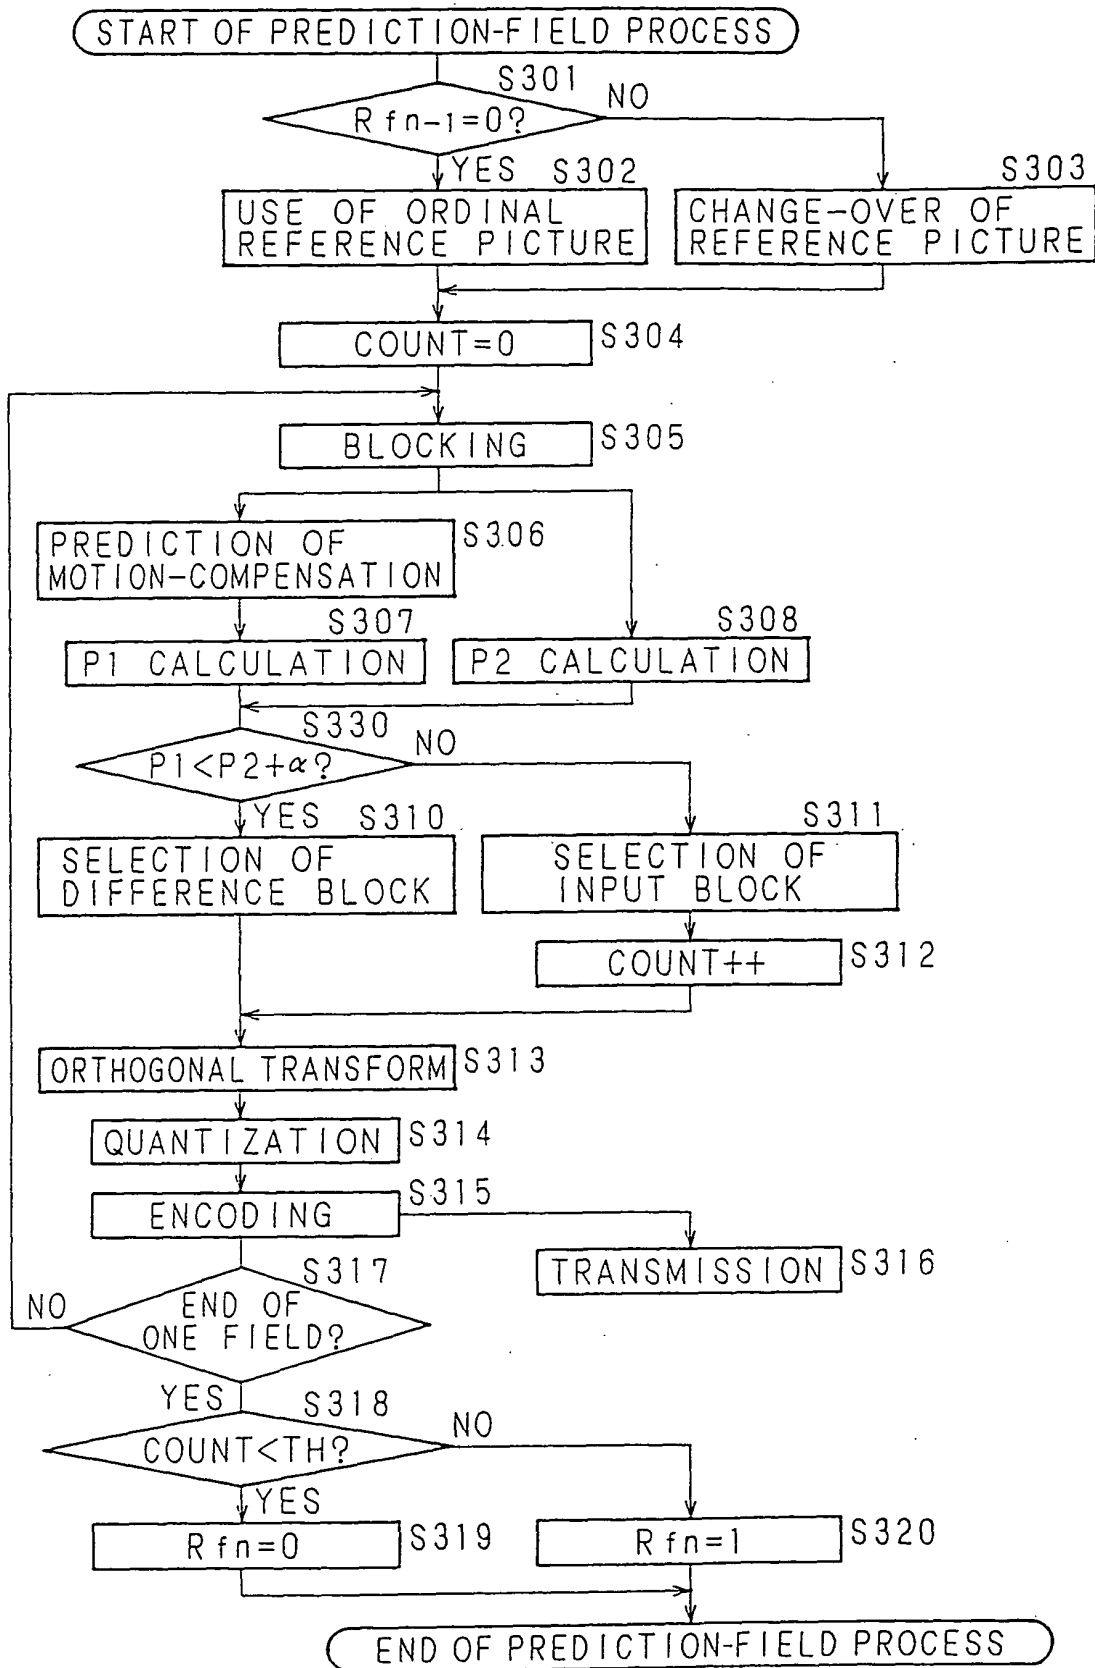 START OF PREDICTION-FIELD PROCESS
S301
Rfn-1=0?
NO
YES
S302
S303
USE OF ORDINAL
REFERENCE PICTURE
CHANGE-OVER OF
REFERENCE PICTURE
COUNT=0
S304
BLOCKING
S305
PREDICTION OF
MOTION-COMPENSATION
S306
S307
S308
P1 CALCULATION
P2 CALCULATION
S330
P1<P2+α?
NO
YES
S310
S311
SELECTION OF
DIFFERENCE BLOCK
SELECTION OF
INPUT BLOCK
COUNT++
S312
ORTHOGONAL TRANSFORM
S313
QUANTIZATION
S314
ENCODING
S315
TRANSMISSION
S316
S317
NO
END OF
ONE FIELD?
YES
S318
COUNT<TH?
NO
YES
Rfn=0
S319
Rfn=1
S320
END OF PREDICTION-FIELD PROCESS